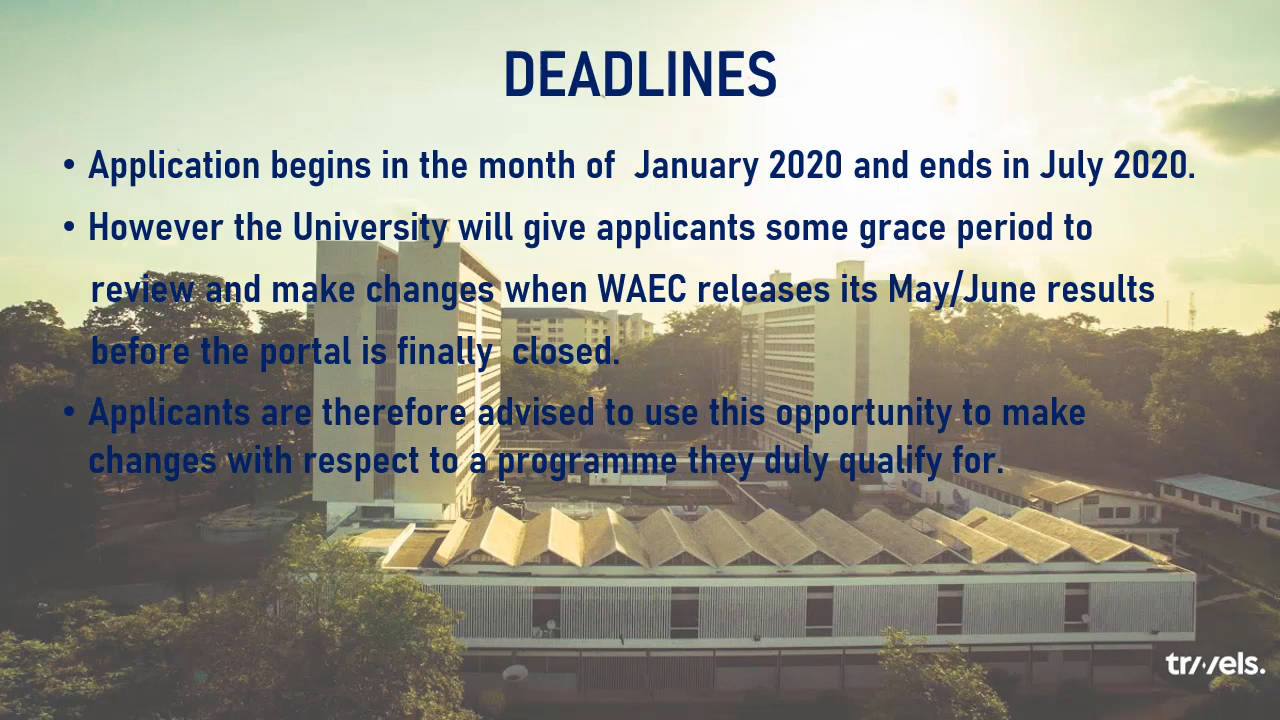 DEADLINES
• Application begins in the month of January 2020 and ends in July 2020.
• However the University will give applicants some grace period to
review and make changes when WAEC releases its May/June results
before the portal is finally closed.
• Applicants are therefore advised to use this opportunity to make
changes with respect to a programme they duly qualify for.